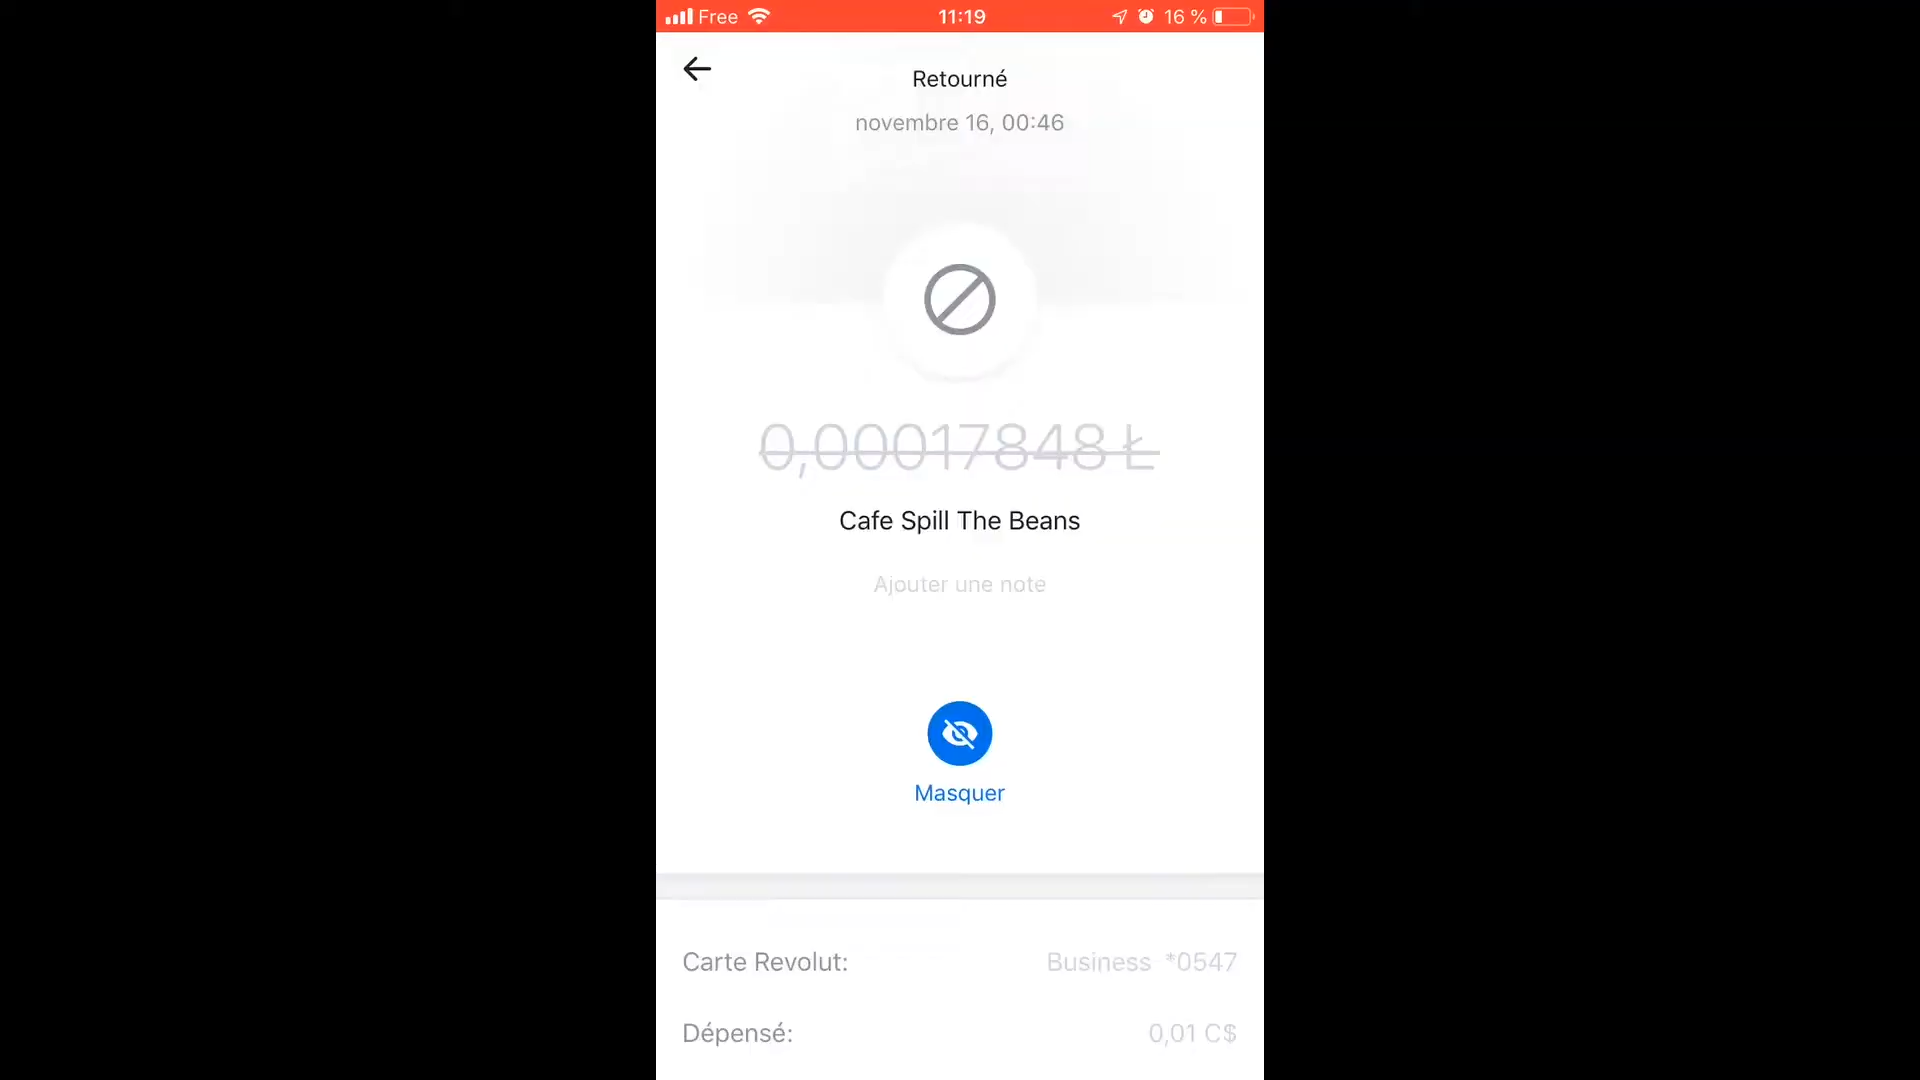 Free 11:19 16 %
Retourné
novembre 16, 00:46
0,00017848 Ł
Cafe Spill The Beans
Ajouter une note
Masquer
Carte Revolut: Business *0547
Dépensé: 0,01 C$